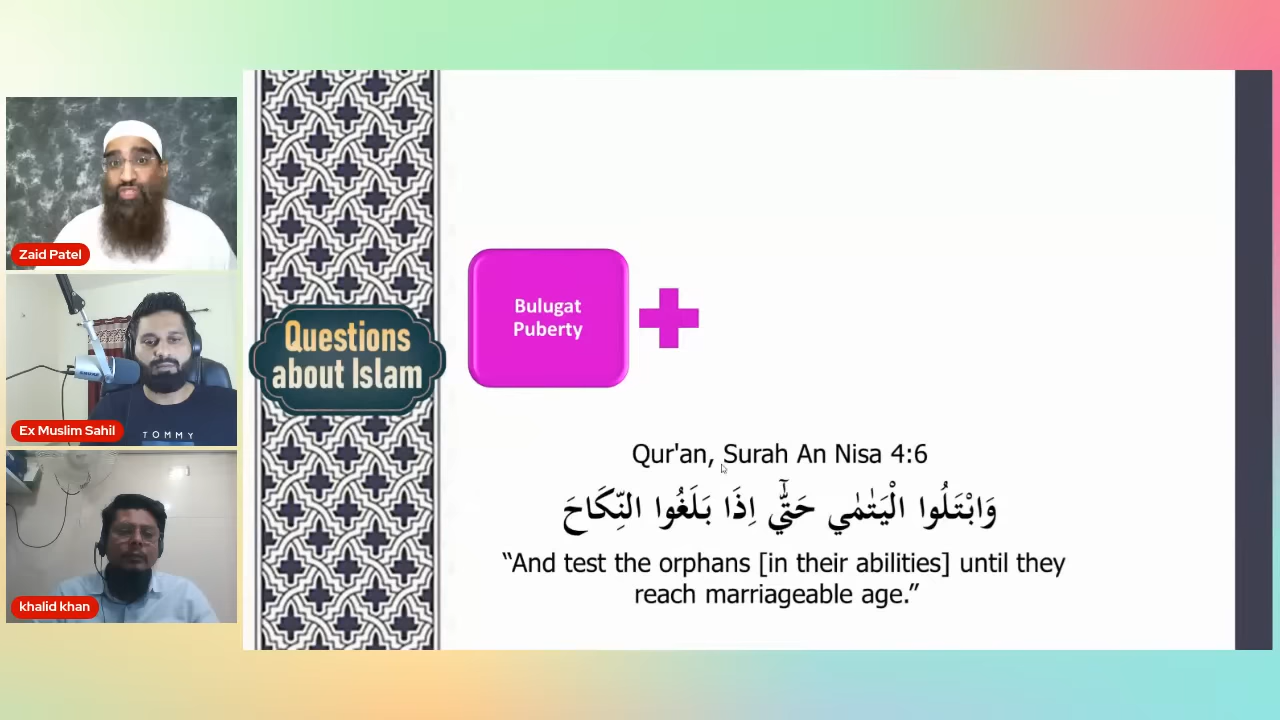 Zaid Patel
Ex Muslim Sahil
TOMMY
khalid khan
Questions
about Islam
Bulugat
Puberty
Qur'an, Surah An Nisa 4:6
وَابْتَلُوا الْيَتٰمٰي حَتّٰٓي اِذَا بَلَغُوا النِّكَاحَ
“And test the orphans [in their abilities] until they
reach marriageable age.”